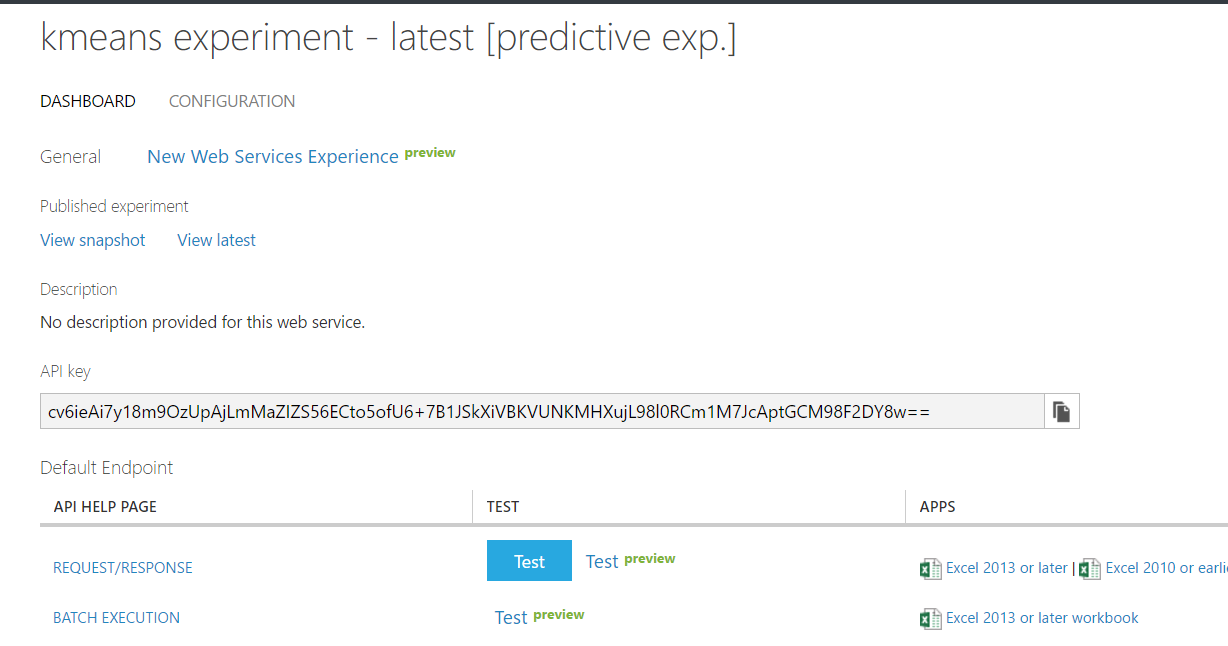 kmeans experiment - latest [predictive exp.]
DASHBOARD CONFIGURATION
General New Web Services Experience preview
Published experiment
View snapshot View latest
Description
No description provided for this web service.
API key
cv6ieAi7y18m9OzUpAjLmMaZIZS56ECto5ofU6+7B1JSkXiVBKVUNKMHXujL98l0RCm1M7JcAptGCM98F2DY8w==
Default Endpoint
API HELP PAGE TEST APPS
REQUEST/RESPONSE Test Test preview Excel 2013 or later | Excel 2010 or earlie
BATCH EXECUTION Test preview Excel 2013 or later workbook